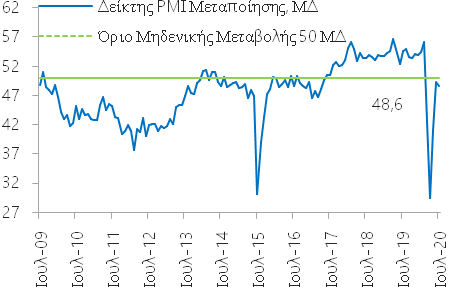 Δείκτης PMI Μεταποίησης, ΜΔ
Όριο Μηδενικής Μεταβολής 50 ΜΔ
62
57
52
47
42
37
32
27
48,6
Ιουλ-09
Ιουλ-10
Ιουλ-11
Ιουλ-12
Ιουλ-13
Ιουλ-14
Ιουλ-15
Ιουλ-16
Ιουλ-17
Ιουλ-18
Ιουλ-19
Ιουλ-20